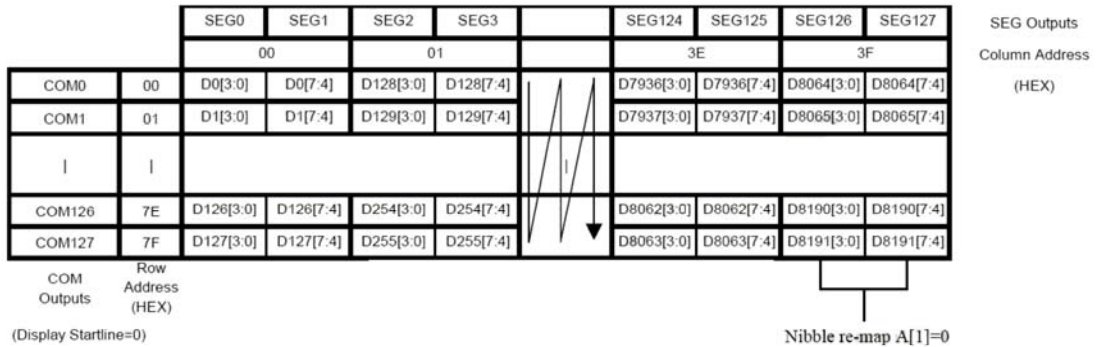 SEG0 SEG1 SEG2 SEG3 SEG124 SEG125 SEG126 SEG127 SEG Outputs
00 01 3E 3F Column Address
(HEX)
COM0 00 D0[3:0] D0[7:4] D128[3:0] D128[7:4] D7936[3:0] D7936[7:4] D8064[3:0] D8064[7:4]
COM1 01 D1[3:0] D1[7:4] D129[3:0] D129[7:4] D7937[3:0] D7937[7:4] D8065[3:0] D8065[7:4]
| | |
COM126 7E D126[3:0] D126[7:4] D254[3:0] D254[7:4] D8062[3:0] D8062[7:4] D8190[3:0] D8190[7:4]
COM127 7F D127[3:0] D127[7:4] D255[3:0] D255[7:4] D8063[3:0] D8063[7:4] D8191[3:0] D8191[7:4]
COM
Outputs
Row
Address
(HEX)
(Display Startline=0)
Nibble re-map A[1]=0